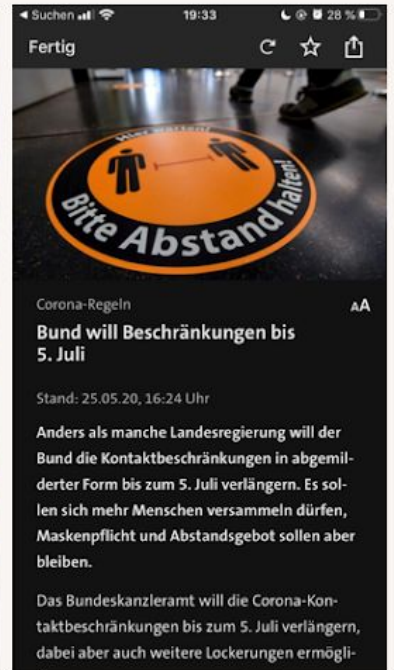 Suchen 19:33 28 %
Fertig
Hier warten!
Bitte Abstand halten!
Corona-Regeln AA
Bund will Beschränkungen bis
5. Juli
Stand: 25.05.20, 16:24 Uhr
Anders als manche Landesregierung will der
Bund die Kontaktbeschränkungen in abgemil-
derter Form bis zum 5. Juli verlängern. Es sol-
len sich mehr Menschen versammeln dürfen,
Maskenpflicht und Abstandsgebot sollen aber
bleiben.
Das Bundeskanzleramt will die Corona-Kon-
taktbeschränkungen bis zum 5. Juli verlängern,
dabei aber auch weitere Lockerungen ermögli-